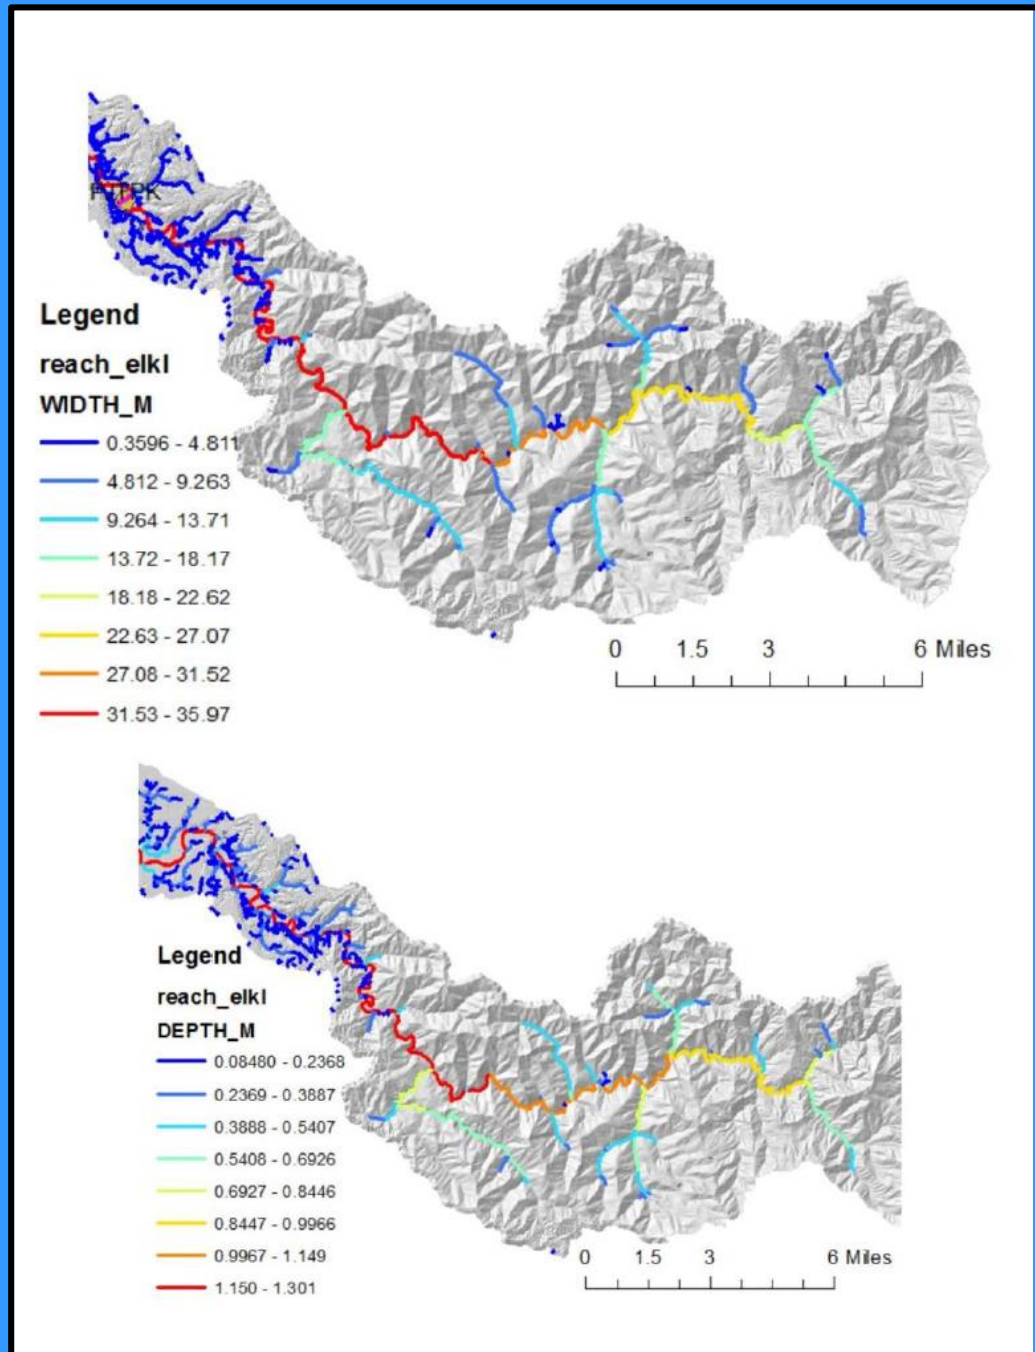 Legend
reach_elkl
WIDTH_M
0.3596 - 4.811
4.812 - 9.263
9.264 - 13.71
13.72 - 18.17
18.18 - 22.62
22.63 - 27.07
27.08 - 31.52
31.53 - 35.97
0 1.5 3 6 Miles
Legend
reach_elkl
DEPTH_M
0.08480 - 0.2368
0.2369 - 0.3887
0.3888 - 0.5407
0.5408 - 0.6926
0.6927 - 0.8446
0.8447 - 0.9966
0.9967 - 1.149
1.150 - 1.301
0 1.5 3 6 Miles